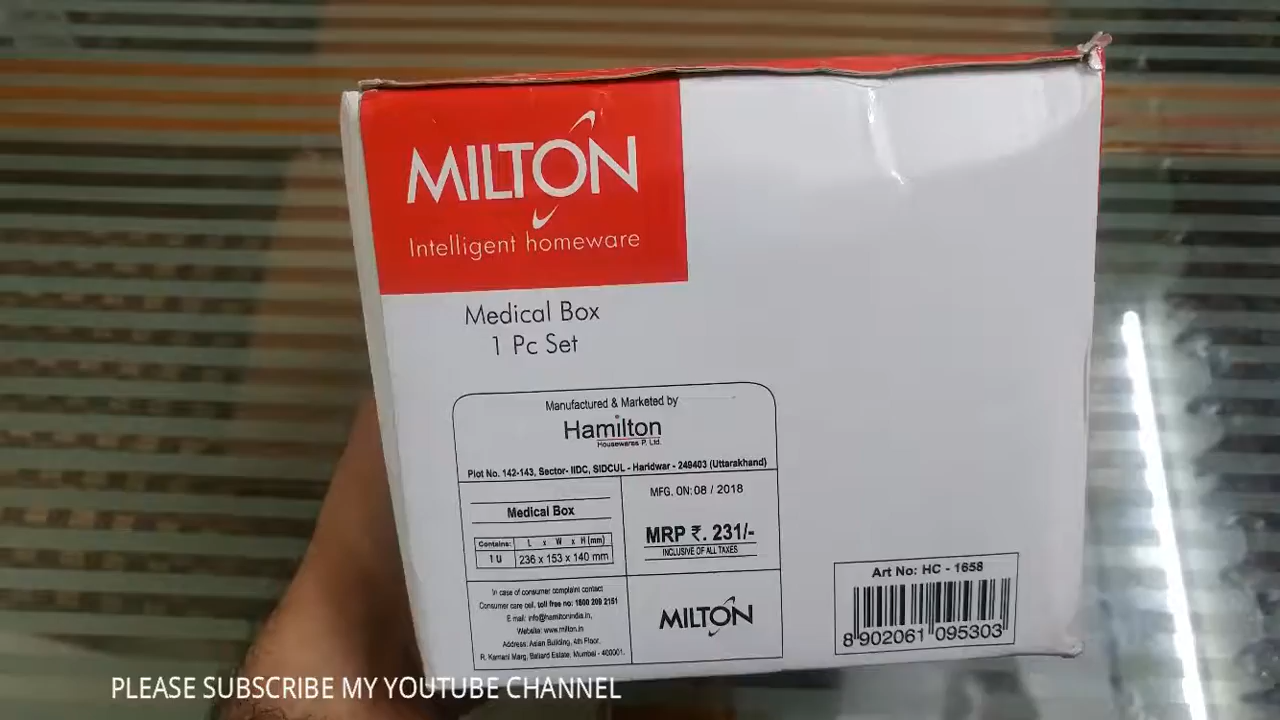 MILTON
Intelligent homeware
Medical Box
1 Pc Set
Manufactured & Marketed by
Hamilton
Housewares P. Ltd.
Plot No. 142-143, Sector- IIDC, SIDCUL - Haridwar - 249403 (Uttarakhand)
Medical Box
Contains: L x W x H (mm)
1 U 236 x 153 x 140 mm
MFG. ON: 08 / 2018
MRP ₹. 231/-
INCLUSIVE OF ALL TAXES
In case of consumer complaint contact
Consumer care cell, toll free no: 1800 209 2151
E mail: info@hamiltonindia.in,
Website: www.milton.in
Address: Asian Building, 4th Floor,
R. Kamani Marg, Ballard Estate, Mumbai - 400001.
MILTON
Art No: HC - 1658
8 902061 095303
PLEASE SUBSCRIBE MY YOUTUBE CHANNEL